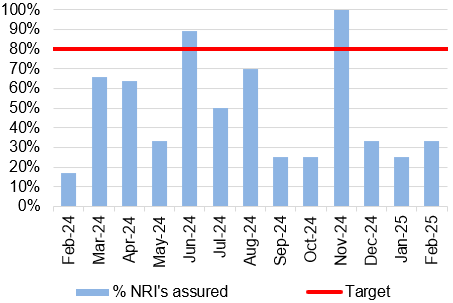 100%
90%
80%
70%
60%
50%
40%
30%
20%
10%
0%
Feb-24
Mar-24
Apr-24
May-24
Jun-24
Jul-24
Aug-24
Sep-24
Oct-24
Nov-24
Dec-24
Jan-25
Feb-25
% NRI's assured
Target